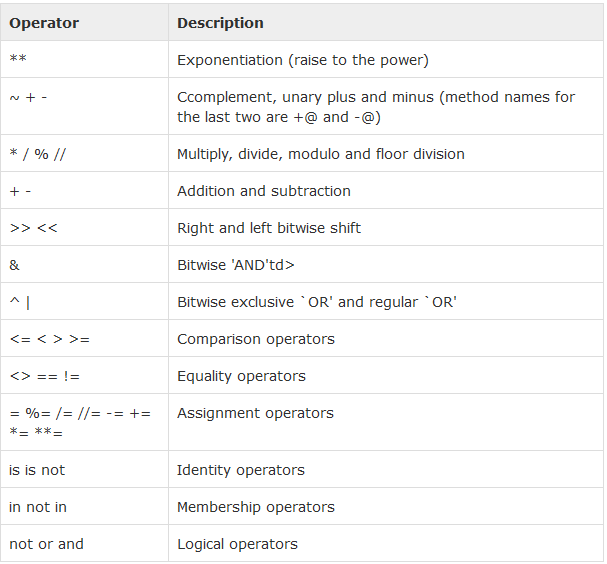 Operator Description
** Exponentiation (raise to the power)
~ + - Ccomplement, unary plus and minus (method names for
the last two are +@ and -@)
* / % // Multiply, divide, modulo and floor division
+ - Addition and subtraction
>> << Right and left bitwise shift
& Bitwise 'AND'td>
^ | Bitwise exclusive `OR' and regular `OR'
<= < > >= Comparison operators
<> == != Equality operators
= %= /= //= -= += Assignment operators
*= **=
is is not Identity operators
in not in Membership operators
not or and Logical operators